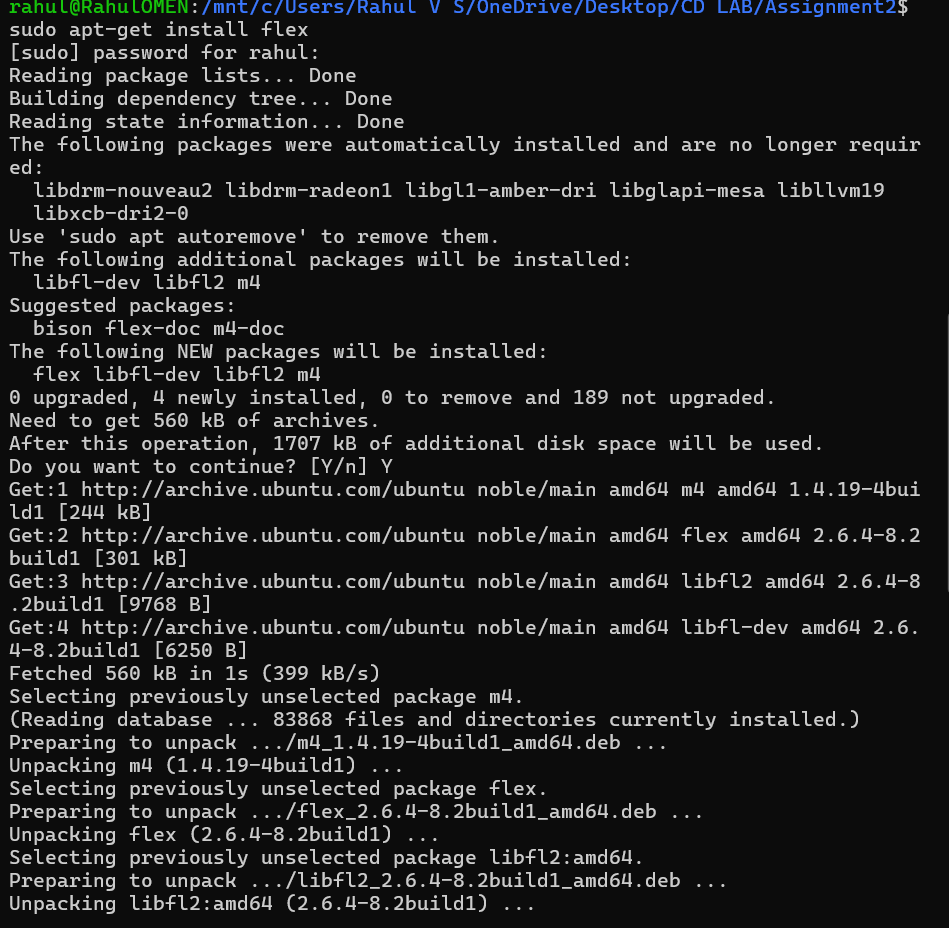 rahul@RahulOMEN:/mnt/c/Users/Rahul V S/OneDrive/Desktop/CD LAB/Assignment2$
sudo apt-get install flex
[sudo] password for rahul:
Reading package lists... Done
Building dependency tree... Done
Reading state information... Done
The following packages were automatically installed and are no longer requir
ed:
  libdrm-nouveau2 libdrm-radeon1 libgl1-amber-dri libglapi-mesa libllvm19
  libxcb-dri2-0
Use 'sudo apt autoremove' to remove them.
The following additional packages will be installed:
  libfl-dev libfl2 m4
Suggested packages:
  bison flex-doc m4-doc
The following NEW packages will be installed:
  flex libfl-dev libfl2 m4
0 upgraded, 4 newly installed, 0 to remove and 189 not upgraded.
Need to get 560 kB of archives.
After this operation, 1707 kB of additional disk space will be used.
Do you want to continue? [Y/n] Y
Get:1 http://archive.ubuntu.com/ubuntu noble/main amd64 m4 amd64 1.4.19-4bui
ld1 [244 kB]
Get:2 http://archive.ubuntu.com/ubuntu noble/main amd64 flex amd64 2.6.4-8.2
build1 [301 kB]
Get:3 http://archive.ubuntu.com/ubuntu noble/main amd64 libfl2 amd64 2.6.4-8
.2build1 [9768 B]
Get:4 http://archive.ubuntu.com/ubuntu noble/main amd64 libfl-dev amd64 2.6.
4-8.2build1 [6250 B]
Fetched 560 kB in 1s (399 kB/s)
Selecting previously unselected package m4.
(Reading database ... 83868 files and directories currently installed.)
Preparing to unpack .../m4_1.4.19-4build1_amd64.deb ...
Unpacking m4 (1.4.19-4build1) ...
Selecting previously unselected package flex.
Preparing to unpack .../flex_2.6.4-8.2build1_amd64.deb ...
Unpacking flex (2.6.4-8.2build1) ...
Selecting previously unselected package libfl2:amd64.
Preparing to unpack .../libfl2_2.6.4-8.2build1_amd64.deb ...
Unpacking libfl2:amd64 (2.6.4-8.2build1) ...